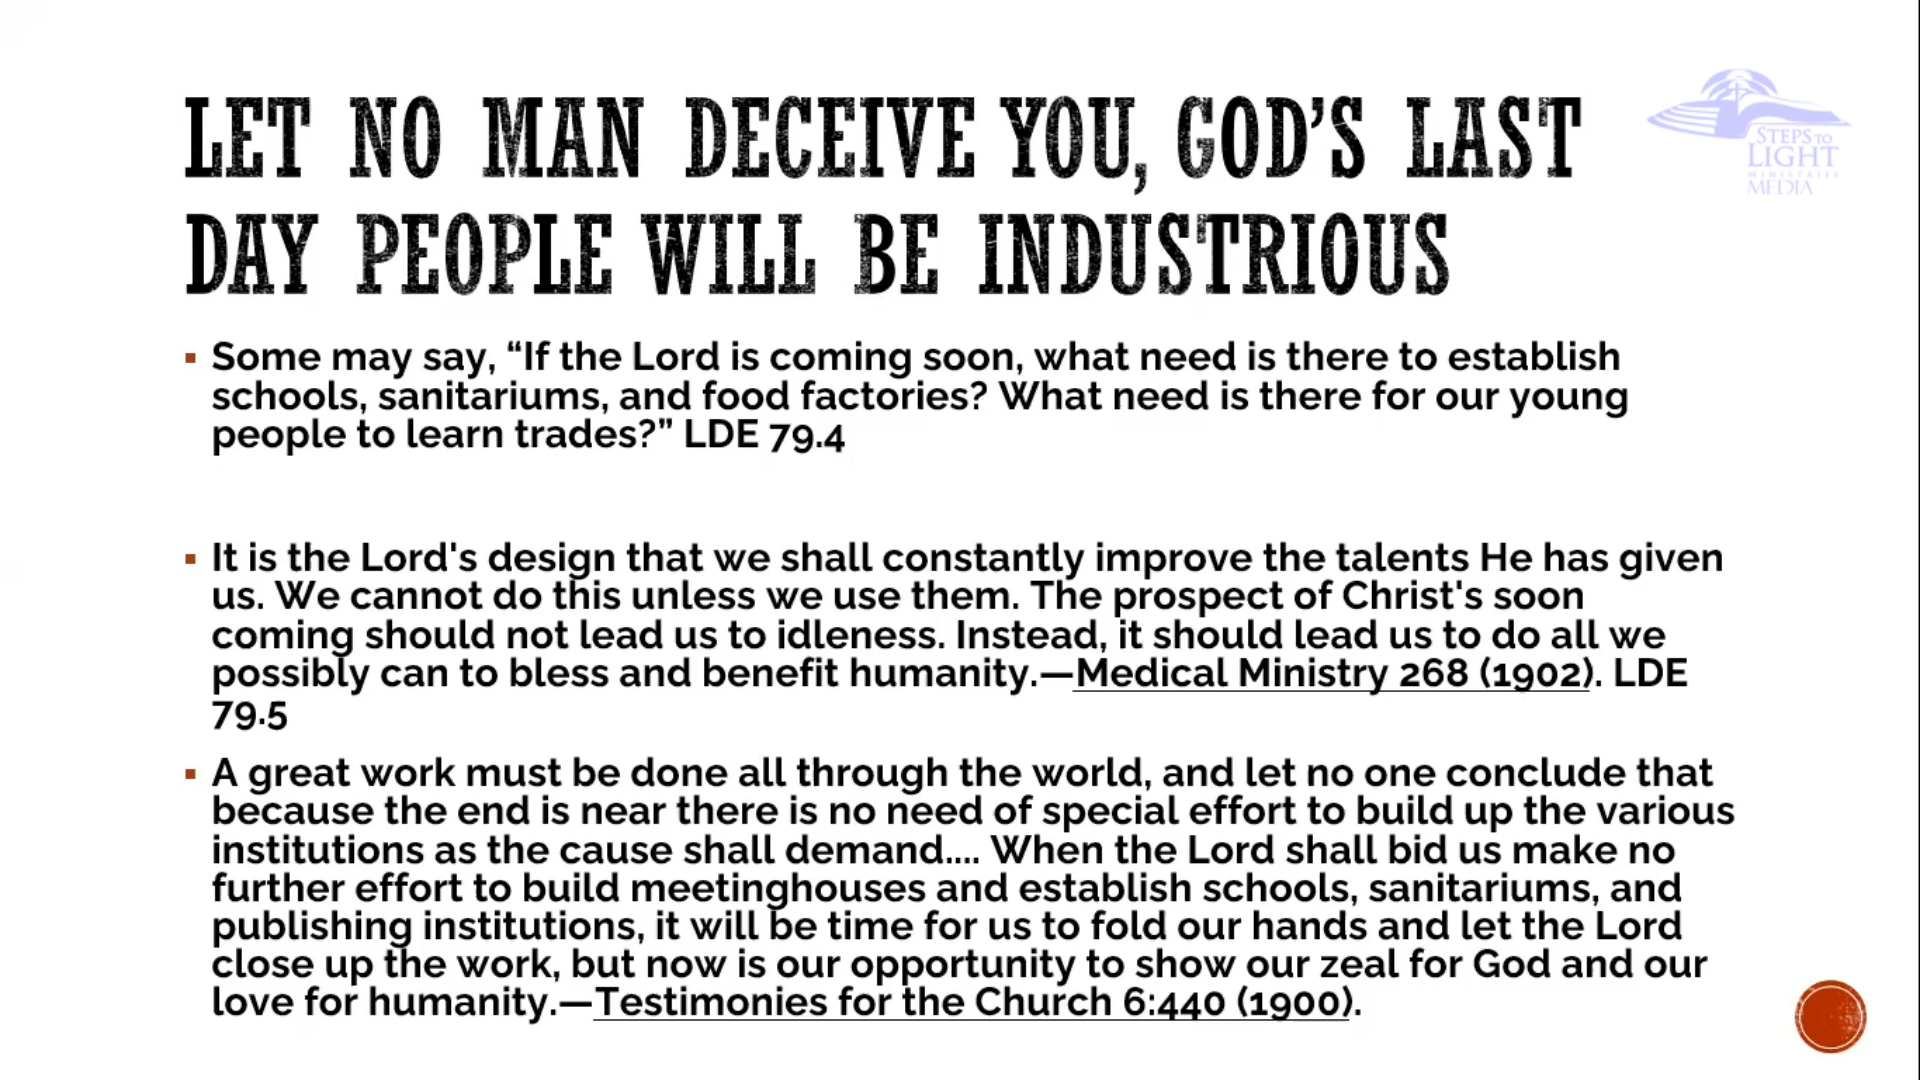 LET NO MAN DECEIVE YOU, GOD'S LAST
DAY PEOPLE WILL BE INDUSTRIOUS
STEPS TO
LIGHT
MINISTRIES
MEDIA
▪ Some may say, “If the Lord is coming soon, what need is there to establish
schools, sanitariums, and food factories? What need is there for our young
people to learn trades?” LDE 79.4
▪ It is the Lord's design that we shall constantly improve the talents He has given
us. We cannot do this unless we use them. The prospect of Christ's soon
coming should not lead us to idleness. Instead, it should lead us to do all we
possibly can to bless and benefit humanity.—Medical Ministry 268 (1902). LDE
79.5
▪ A great work must be done all through the world, and let no one conclude that
because the end is near there is no need of special effort to build up the various
institutions as the cause shall demand.... When the Lord shall bid us make no
further effort to build meetinghouses and establish schools, sanitariums, and
publishing institutions, it will be time for us to fold our hands and let the Lord
close up the work, but now is our opportunity to show our zeal for God and our
love for humanity.—Testimonies for the Church 6:440 (1900).